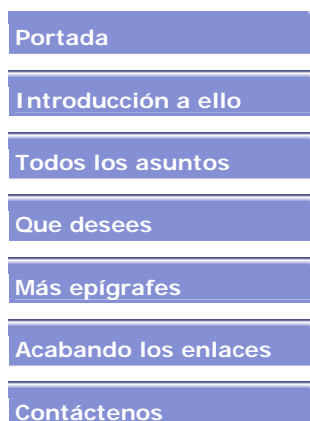 Portada
Introducción a ello
Todos los asuntos
Que desees
Más epígrafes
Acabando los enlaces
Contáctenos